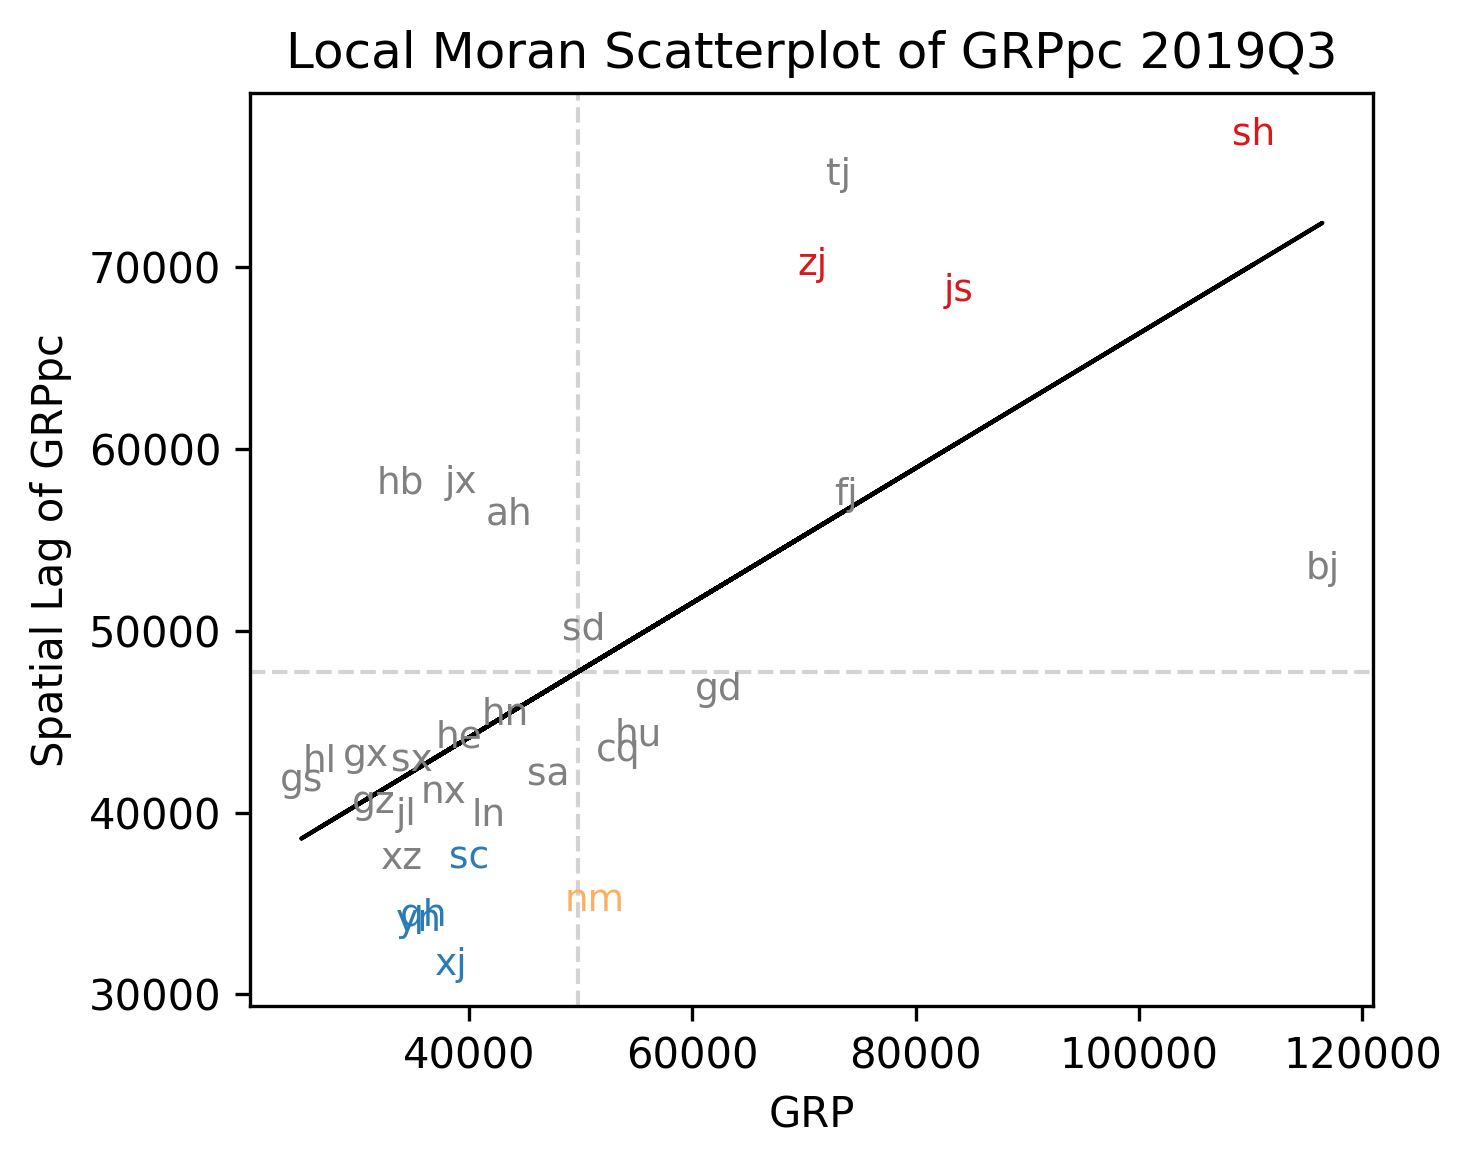 Local Moran Scatterplot of GRPpc 2019Q3
sh
tj
zj
js
70000
60000
hb
jx
ah
fj
bj
sd
50000
gd
hn
hu
he
cq
gx
hl
sx
sa
gs
nx
gz
jl
ln
40000
xz
sc
nm
qh
yn
xj
30000
40000
60000
80000
100000
120000
GRP
Spatial Lag of GRPpc